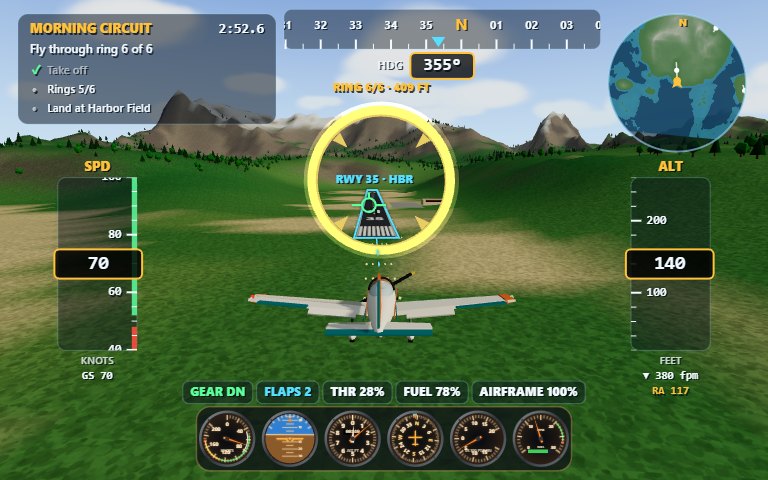 MORNING CIRCUIT 2:52.6
Fly through ring 6 of 6
✓ Take off
• Rings 5/6
• Land at Harbor Field
32 33 34 35 N 01 02 03
HDG 355°
RING 6/6 · 409 FT
N
RWY 35 · HBR
SPD
80
70
60
40
KNOTS
GS 70
ALT
200
140
100
FEET
▼ 380 fpm
RA 117
GEAR DN FLAPS 2 THR 28% FUEL 78% AIRFRAME 100%